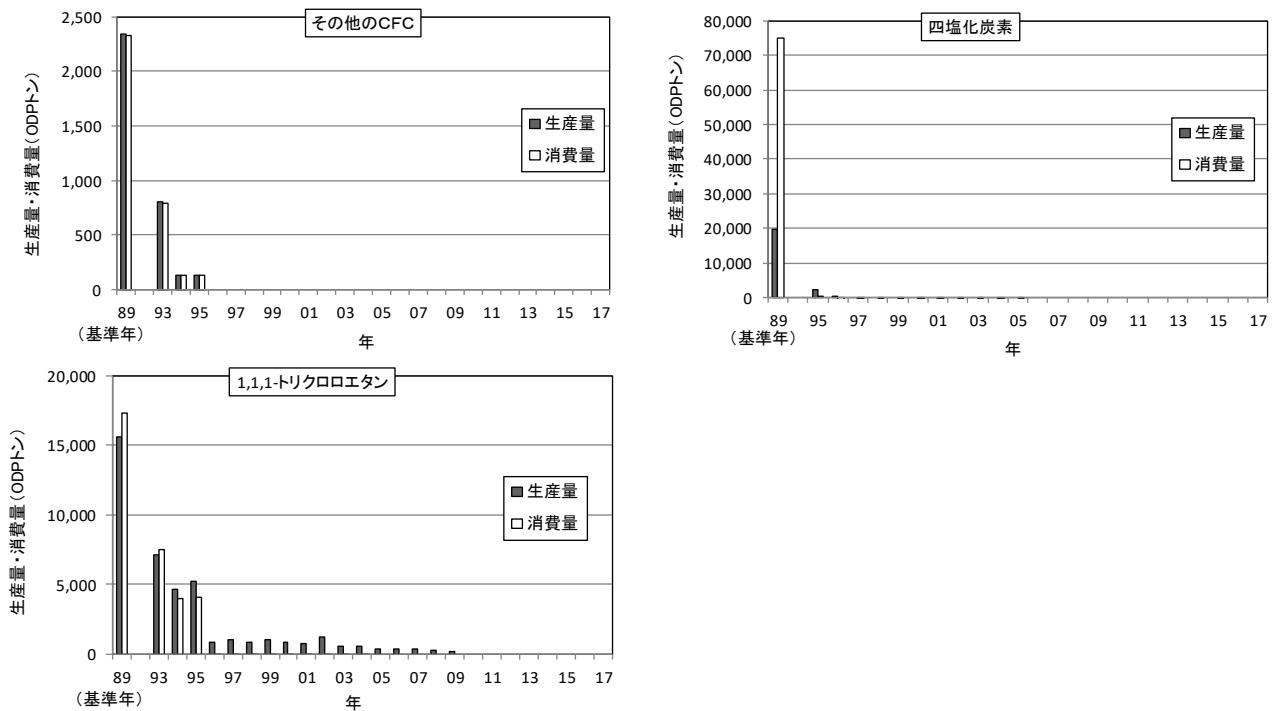 その他のCFC
生産量・消費量(ODPトン)
2,500
2,000
1,500
1,000
500
0
生産量
消費量
89 93 95 97 99 01 03 05 07 09 11 13 15 17
(基準年)
年
四塩化炭素
生産量・消費量(ODPトン)
80,000
70,000
60,000
50,000
40,000
30,000
20,000
10,000
0
生産量
消費量
89 95 97 99 01 03 05 07 09 11 13 15 17
(基準年)
年
1,1,1-トリクロロエタン
生産量・消費量(ODPトン)
20,000
15,000
10,000
5,000
0
生産量
消費量
89 93 95 97 99 01 03 05 07 09 11 13 15 17
(基準年)
年